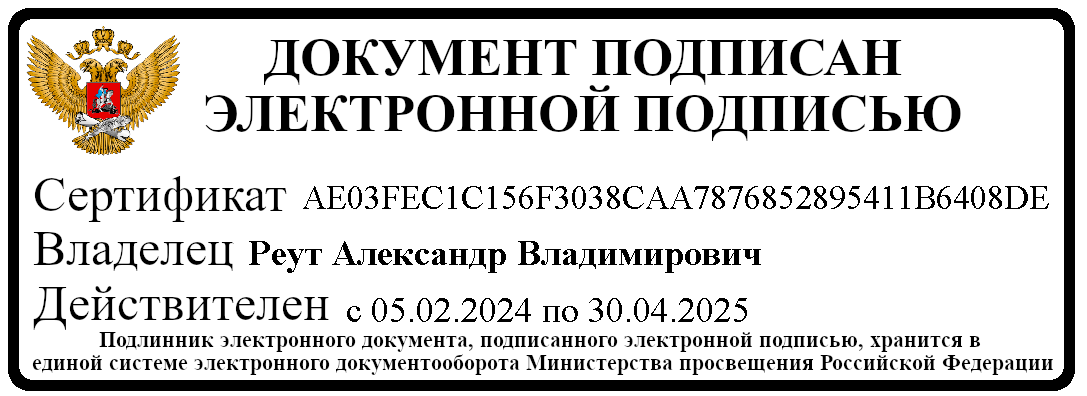 ДОКУМЕНТ ПОДПИСАН
ЭЛЕКТРОННОЙ ПОДПИСЬЮ
Сертификат AE03FEC1C156F3038CAA7876852895411B6408DE
Владелец Реут Александр Владимирович
Действителен с 05.02.2024 по 30.04.2025
Подлинник электронного документа, подписанного электронной подписью, хранится в
единой системе электронного документооборота Министерства просвещения Российской Федерации